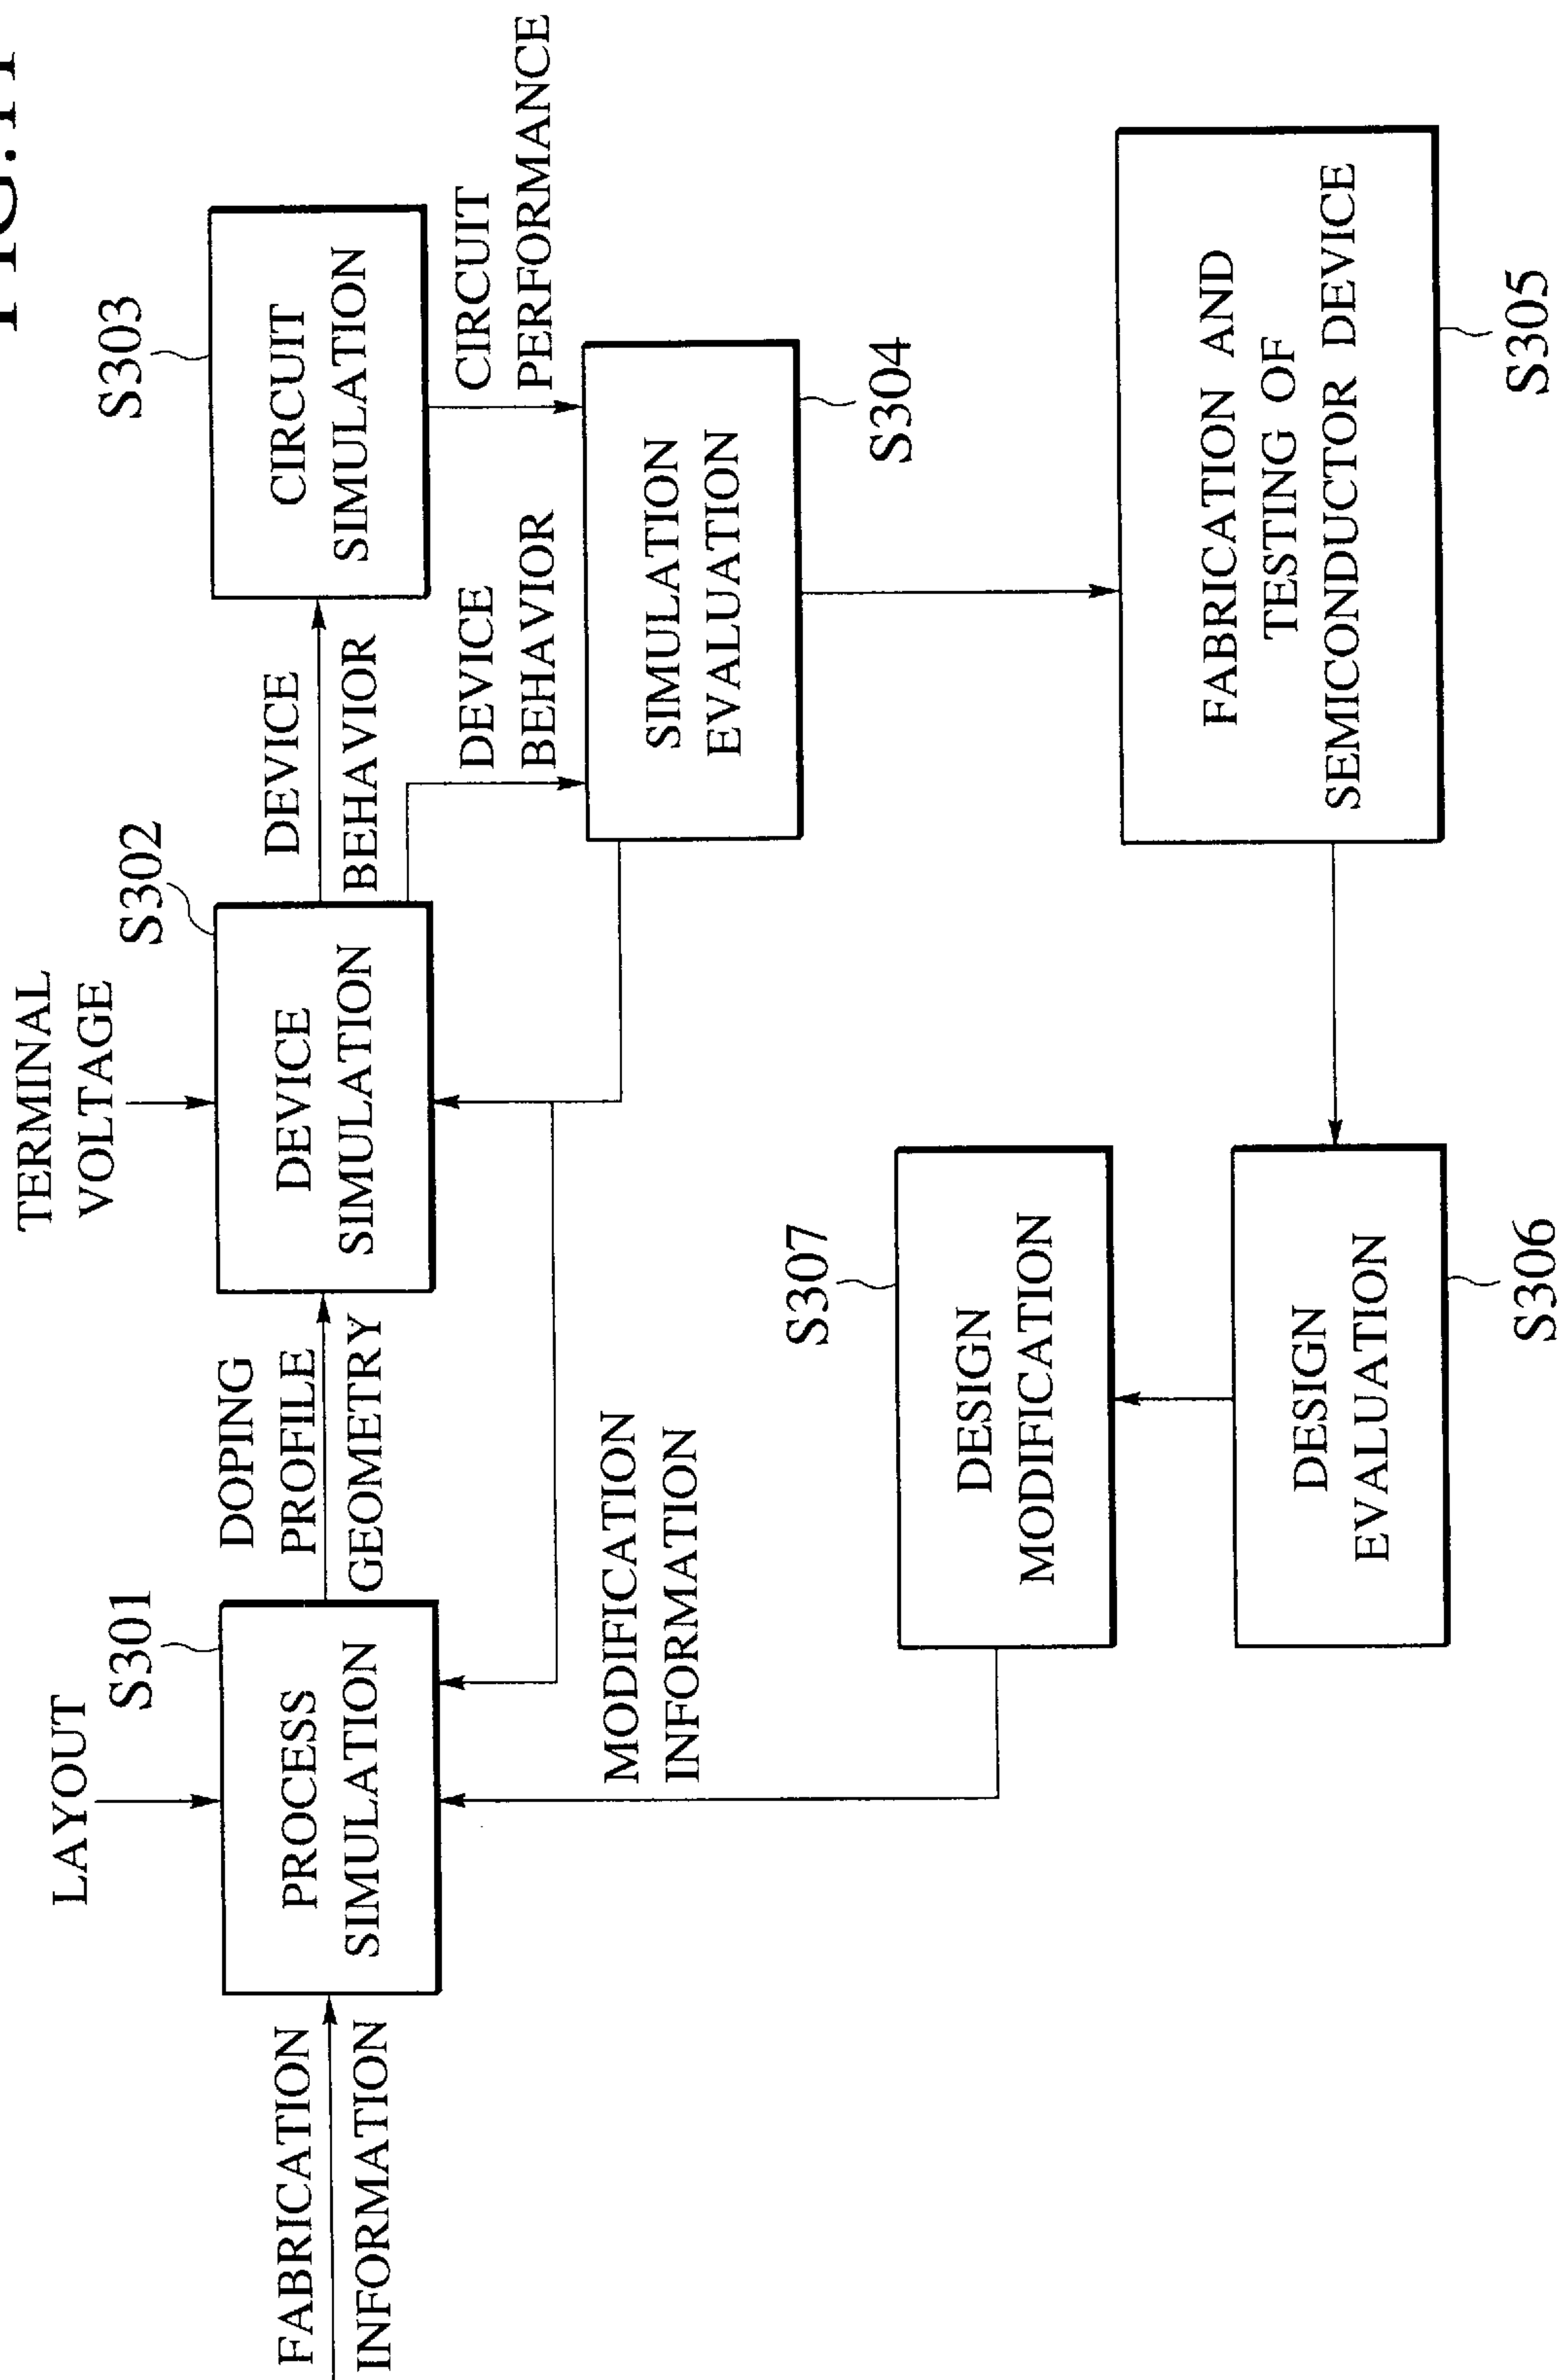 LAYOUT
S301
PROCESS
SIMULATION
FABRICATION
INFORMATION
DOPING
PROFILE
GEOMETRY
TERMINAL
VOLTAGE
S302
DEVICE
SIMULATION
DEVICE
BEHAVIOR
S303
CIRCUIT
SIMULATION
CIRCUIT
PERFORMANCE
DEVICE
BEHAVIOR
SIMULATION
EVALUATION
S304
MODIFICATION
INFORMATION
S307
DESIGN
MODIFICATION
DESIGN
EVALUATION
S306
FABRICATION AND
TESTING OF
SEMICONDUCTOR DEVICE
S305